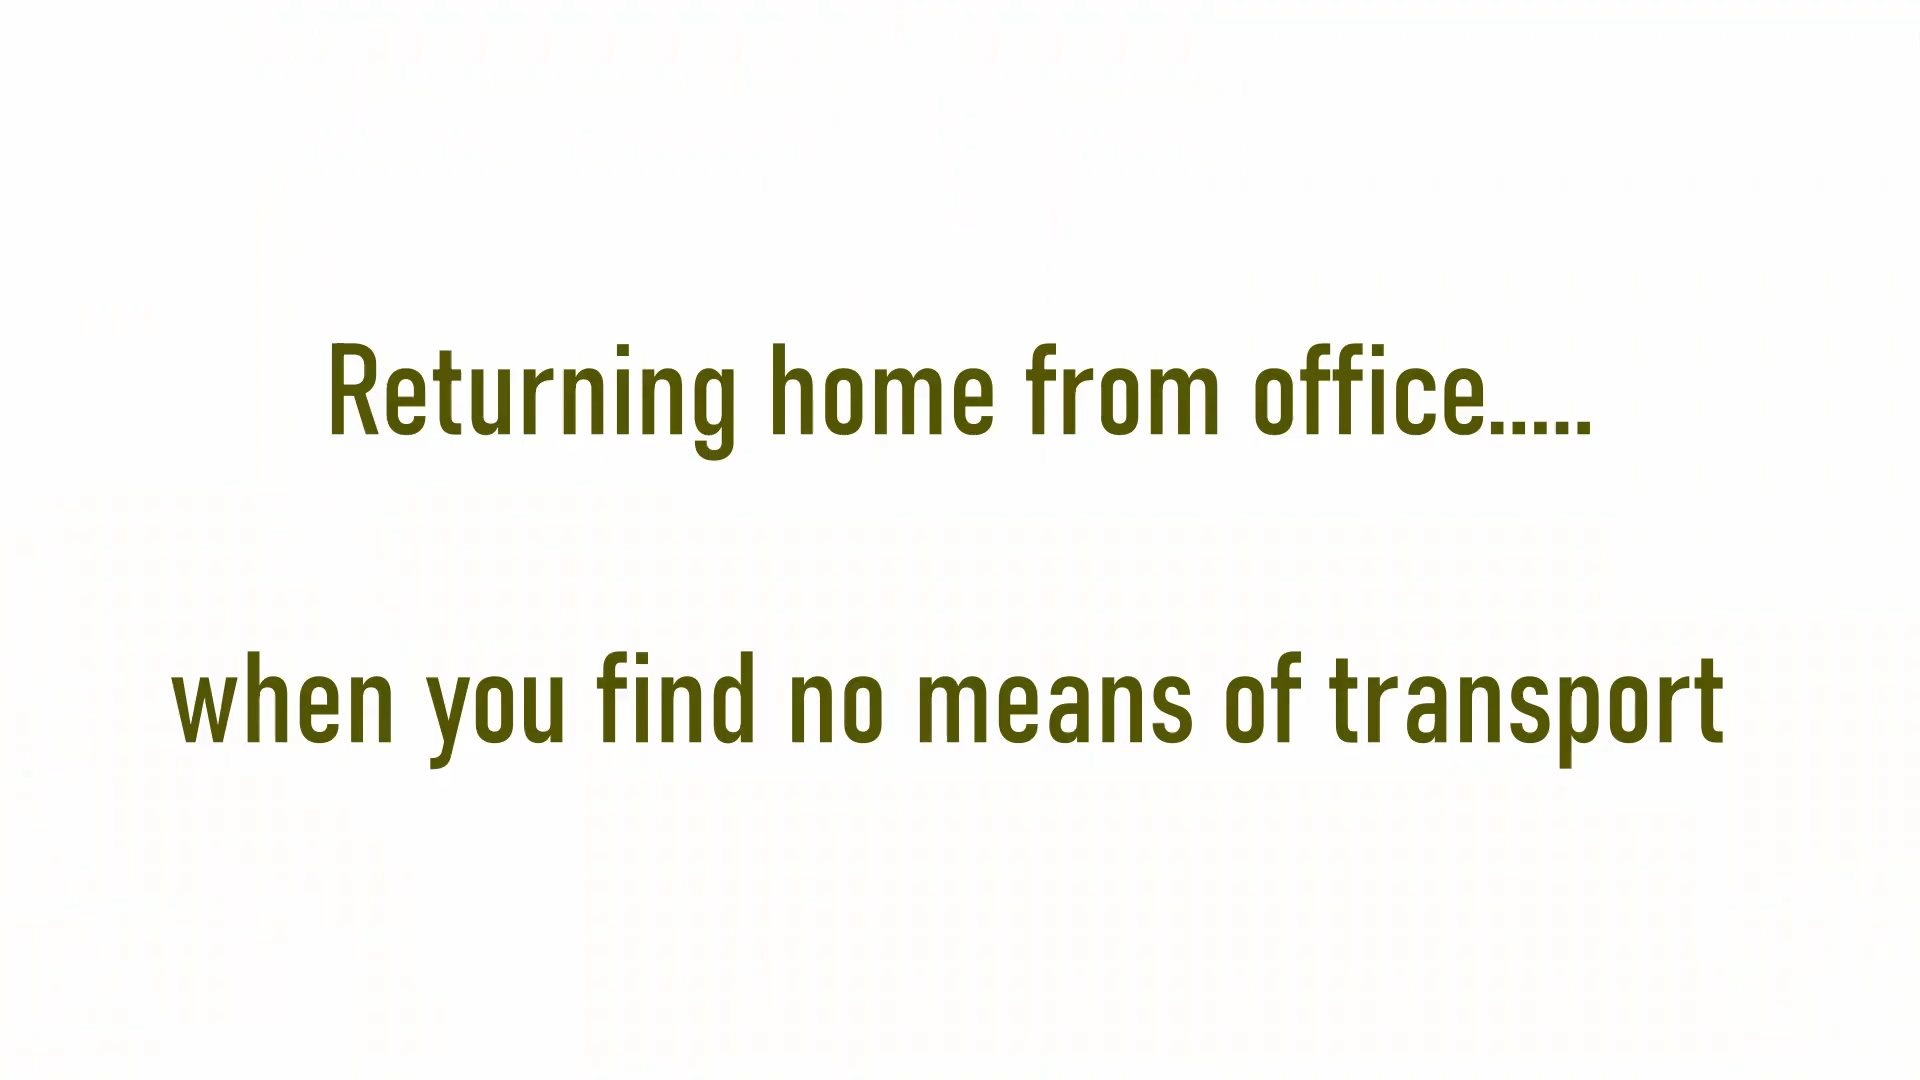 Returning home from office.....
when you find no means of transport